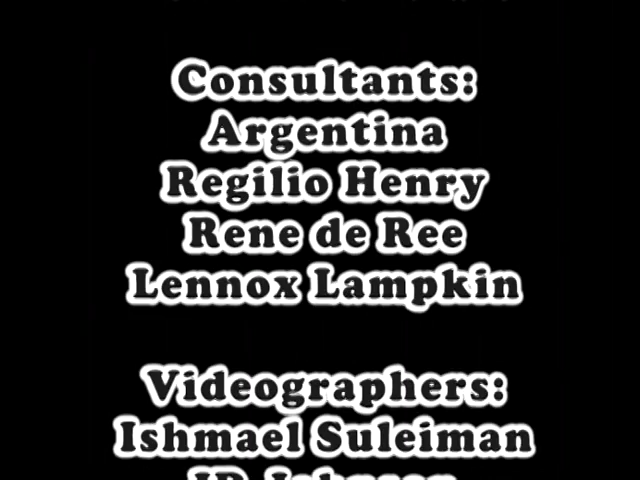 Consultants:
Argentina
Regilio Henry
Rene de Ree
Lennox Lampkin
Videographers:
Ishmael Suleiman